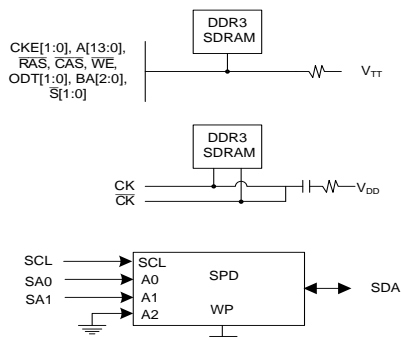 DDR3
SDRAM
CKE[1:0], A[13:0],
RAS, CAS, WE,
ODT[1:0], BA[2:0],
S[1:0]
VTT
DDR3
SDRAM
CK
CK
VDD
SCL
SA0
SA1
SCL
A0
A1
A2
SPD
WP
SDA